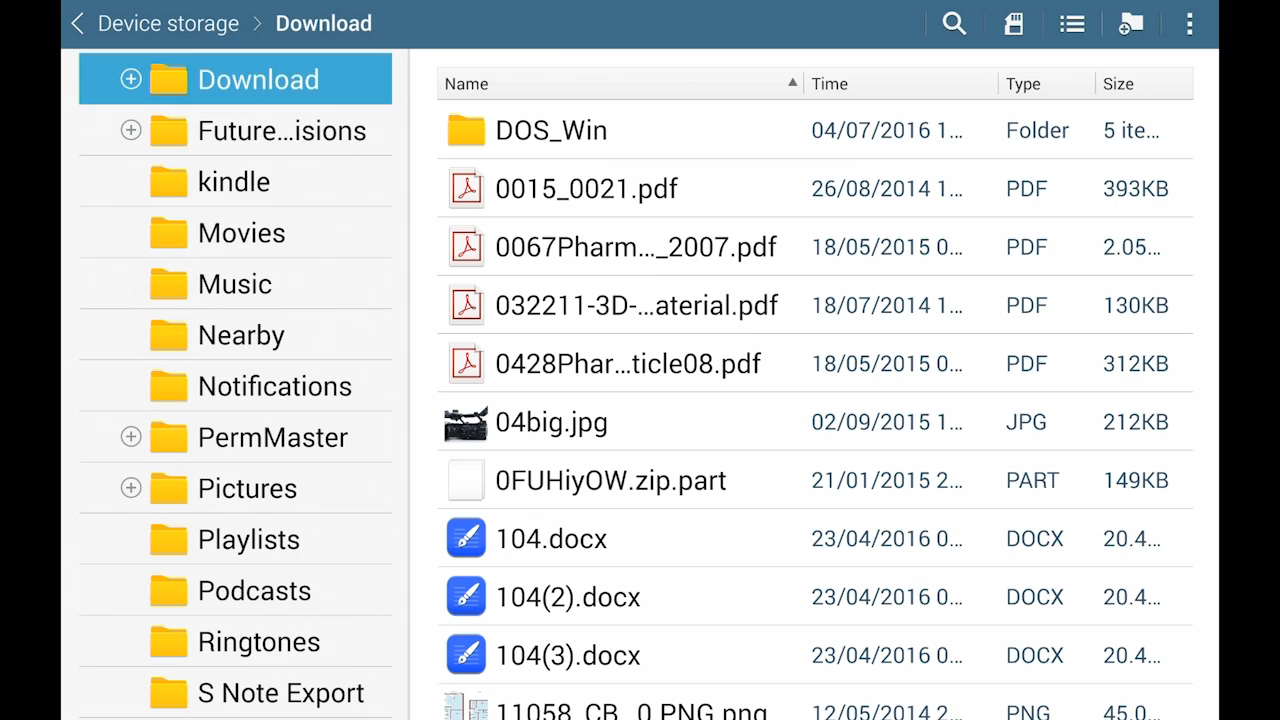 Device storage > Download
Download
Future...isions
kindle
Movies
Music
Nearby
Notifications
PermMaster
Pictures
Playlists
Podcasts
Ringtones
S Note Export
Name Time Type Size
DOS_Win 04/07/2016 1... Folder 5 ite...
0015_0021.pdf 26/08/2014 1... PDF 393KB
0067Pharm..._2007.pdf 18/05/2015 0... PDF 2.05...
032211-3D-...aterial.pdf 18/07/2014 1... PDF 130KB
0428Phar...ticle08.pdf 18/05/2015 0... PDF 312KB
04big.jpg 02/09/2015 1... JPG 212KB
0FUHiyOW.zip.part 21/01/2015 2... PART 149KB
104.docx 23/04/2016 0... DOCX 20.4...
104(2).docx 23/04/2016 0... DOCX 20.4...
104(3).docx 23/04/2016 0... DOCX 20.4...
11058_CB_0.PNG.png 12/05/2014 2... PNG 45.0...